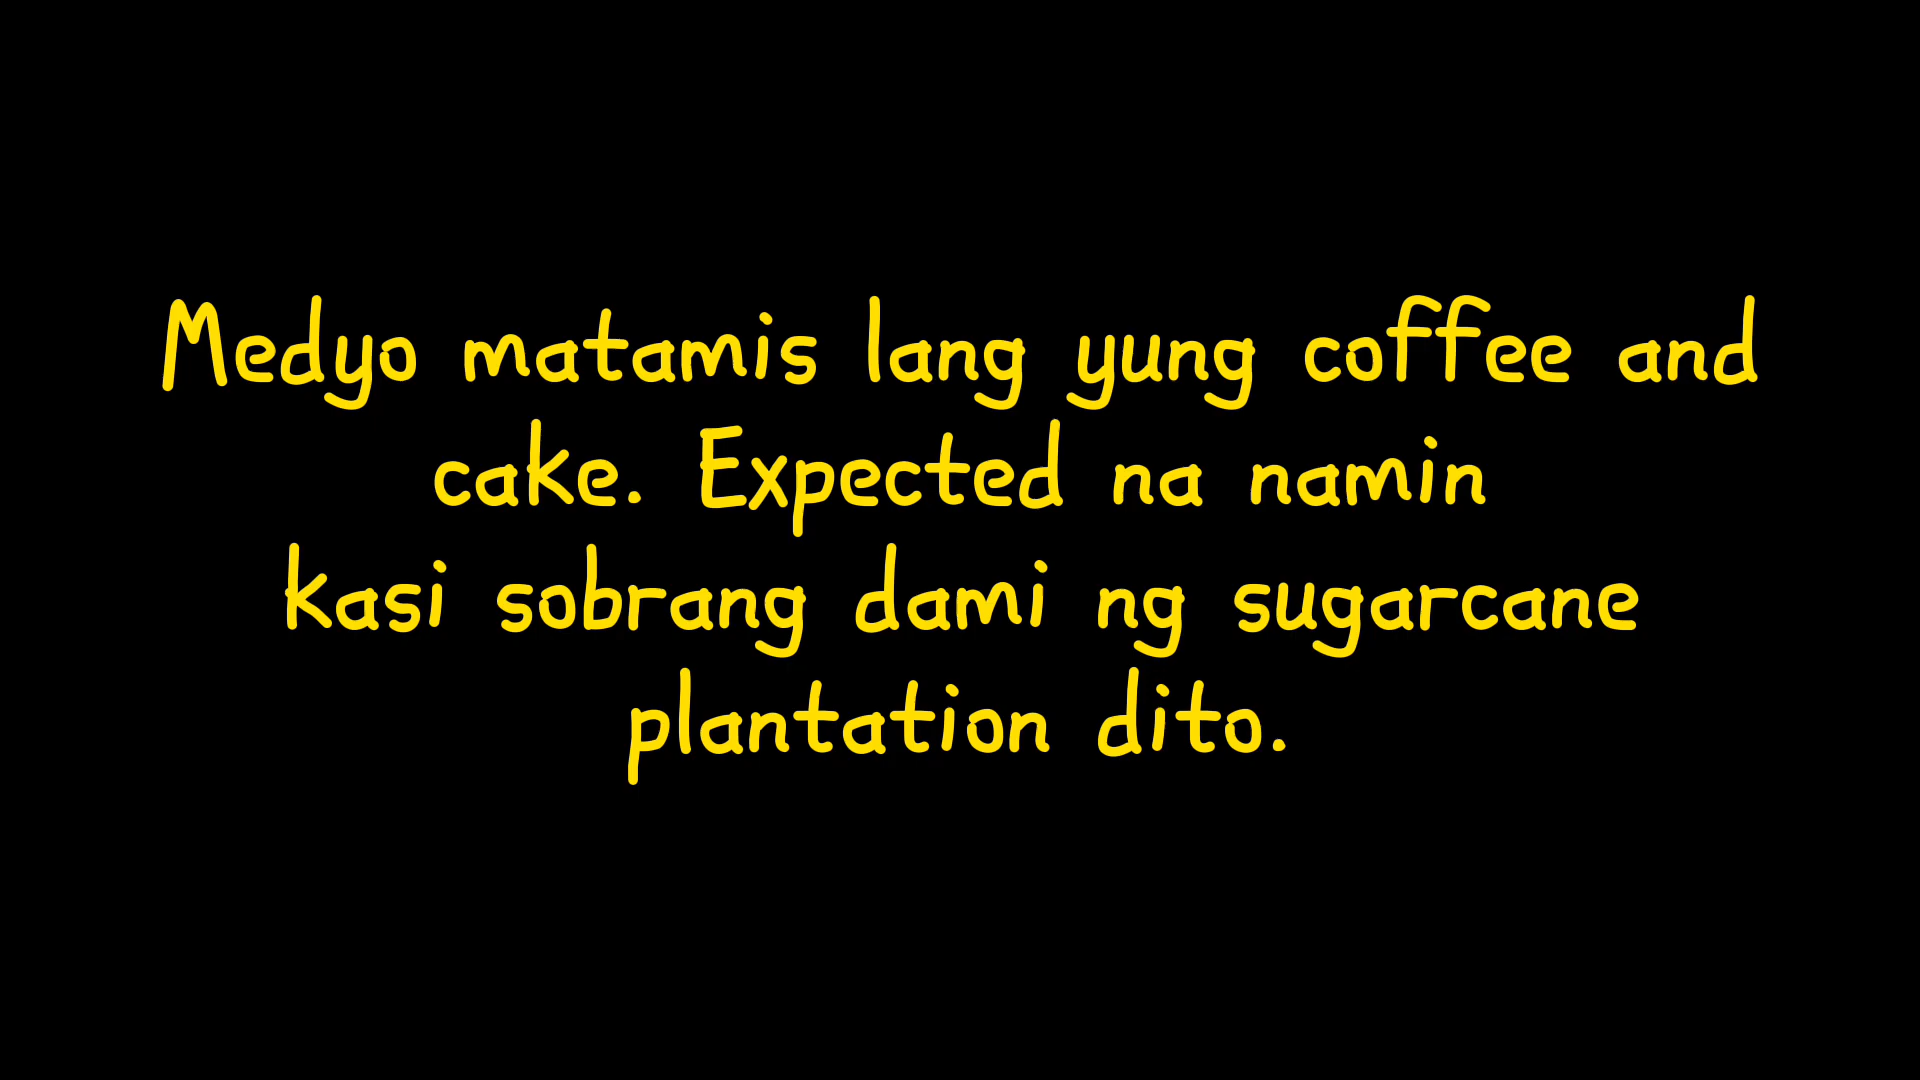 Medyo matamis lang yung coffee and
cake. Expected na namin
kasi sobrang dami ng sugarcane
plantation dito.